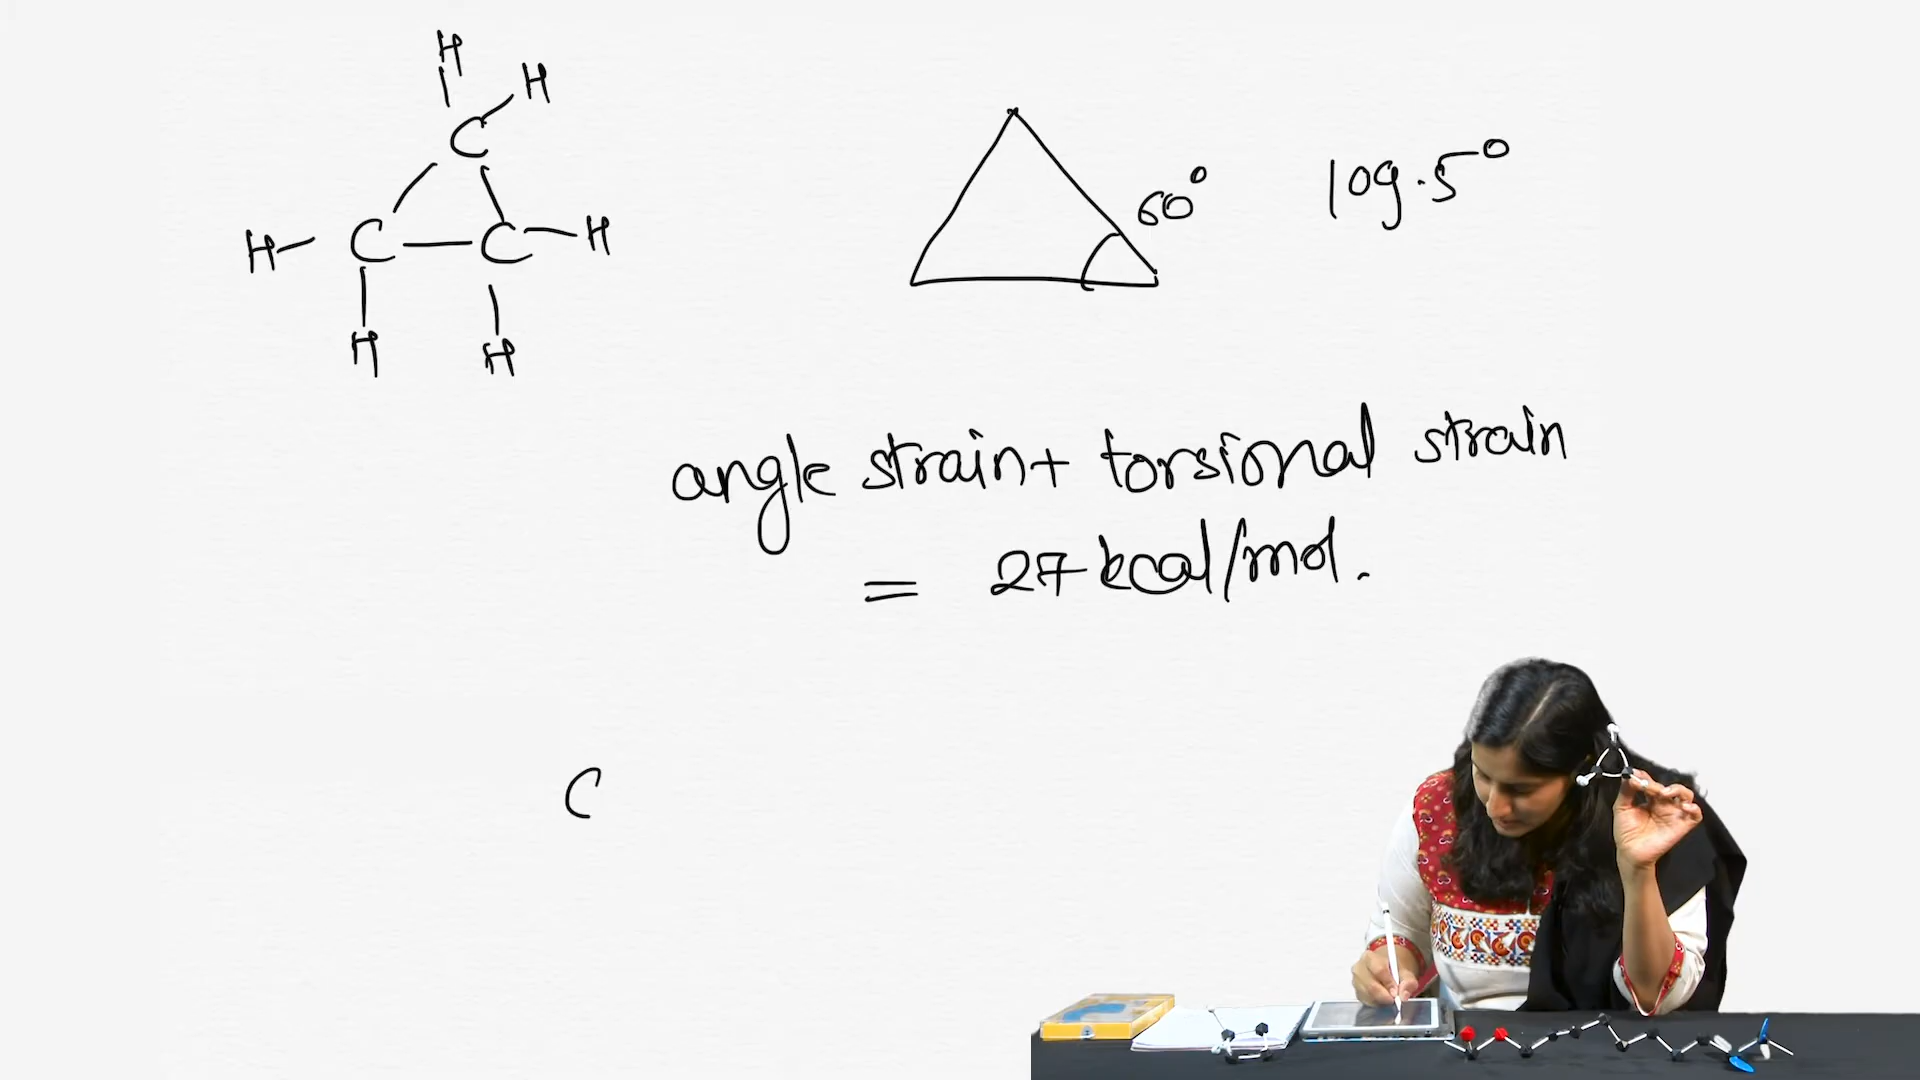 H
H
C
H C C H
H H
60°
109.5°
angle strain + torsional strain
= 27 kcal/mol.
C